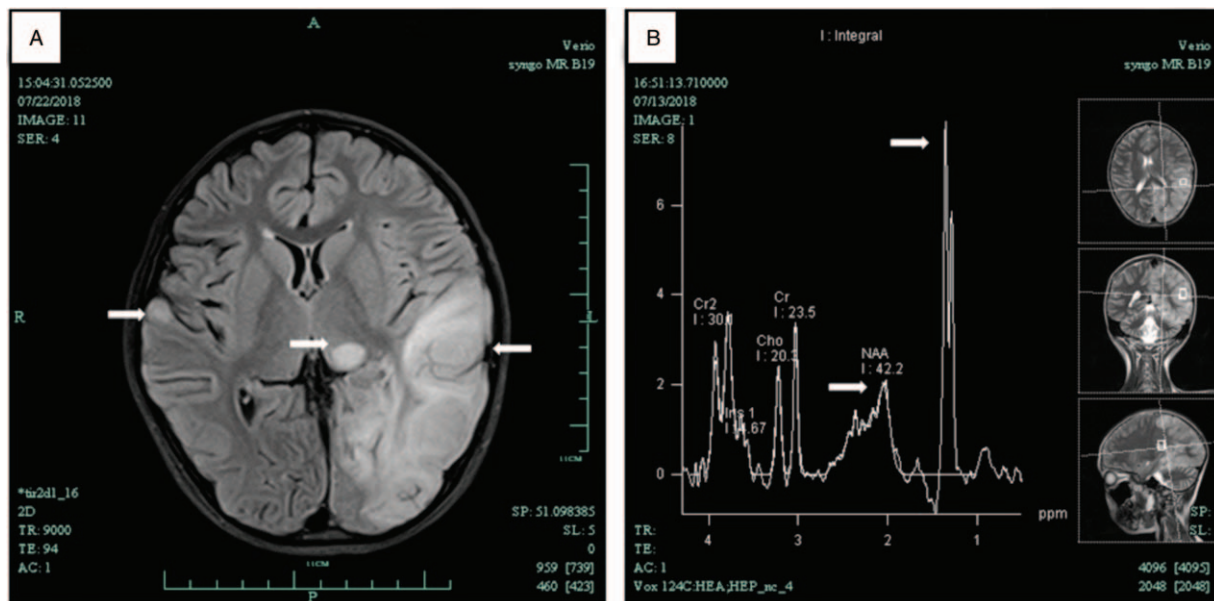 A
A
Verio
syngo MR B19
15:04:31.052500
07/22/2018
IMAGE: 11
SER: 4
R
L
11CM
*tir2d1_16
2D
TR: 9000
TE: 94
AC: 1
SP: 51.098385
SL: 5
0
959 [739]
460 [423]
11CM
P
B
I : Integral
Verio
syngo MR B19
16:51:13.710000
07/13/2018
IMAGE: 1
SER: 8
6
4
2
0
Cr2
I : 30
Cr
I : 23.5
Cho
I : 20.3
NAA
I : 42.2
Ins 1
4.67
ppm
4 3 2 1
TR:
TE:
AC: 1
Vox 124C:HEA;HEP_nc_4
SP:
SL:
4096 [4095]
2048 [2048]